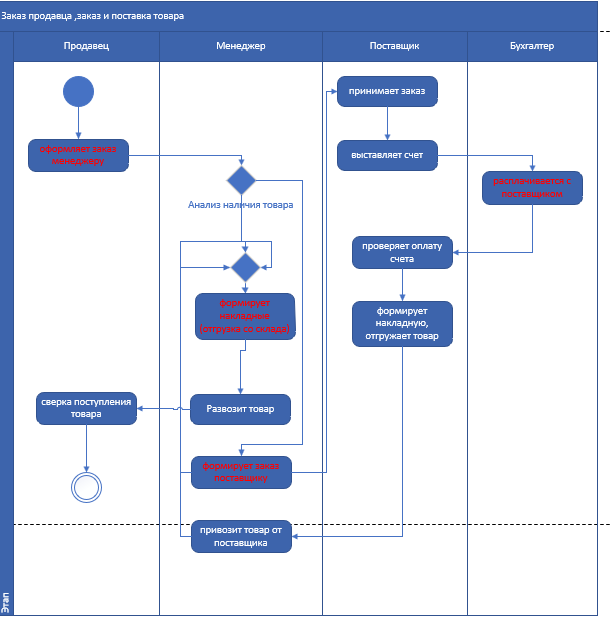 Заказ продавца ,заказ и поставка товара
Продавец
Менеджер
Поставщик
Бухгалтер
принимает заказ
оформляет заказ
менеджеру
выставляет счет
расплачивается с
поставщиком
Анализ наличия товара
проверяет оплату
счета
формирует
накладные
(отгрузка со склада)
формирует
накладную,
отгружает товар
сверка поступления
товара
Развозит товар
формирует заказ
поставщику
привозит товар от
поставщика
Этап